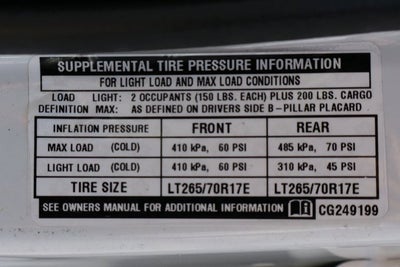 SUPPLEMENTAL TIRE PRESSURE INFORMATION
FOR LIGHT LOAD AND MAX LOAD CONDITIONS
LOAD LIGHT: 2 OCCUPANTS (150 LBS. EACH) PLUS 200 LBS. CARGO
DEFINITION MAX: AS DEFINED ON DRIVERS SIDE B-PILLAR PLACARD
INFLATION PRESSURE FRONT REAR
MAX LOAD (COLD) 410 kPa, 60 PSI 485 kPa, 70 PSI
LIGHT LOAD (COLD) 410 kPa, 60 PSI 310 kPa, 45 PSI
TIRE SIZE LT265/70R17E LT265/70R17E
SEE OWNERS MANUAL FOR ADDITIONAL INFORMATION CG249199